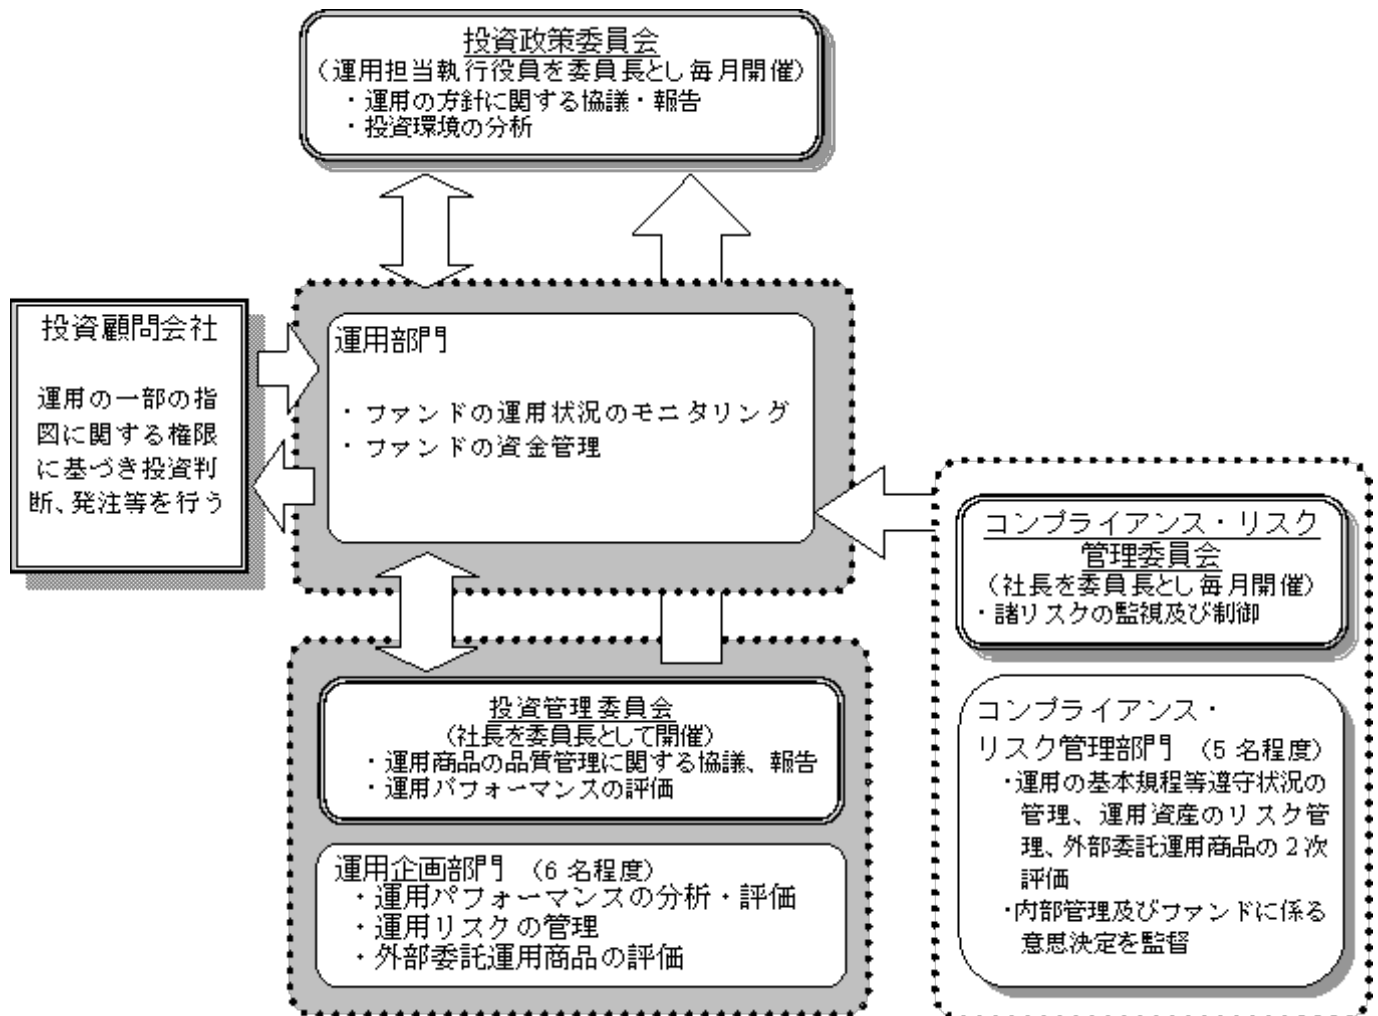 投資政策委員会
（運用担当執行役員を委員長とし毎月開催）
・運用の方針に関する協議・報告
・投資環境の分析
投資顧問会社
運用の一部の指
図に関する権限
に基づき投資判
断、発注等を行う
運用部門
・ファンドの運用状況のモニタリング
・ファンドの資金管理
コンプライアンス・リスク
管理委員会
（社長を委員長とし毎月開催）
・諸リスクの監視及び制御
コンプライアンス・
リスク管理部門 （5名程度）
・運用の基本規程等遵守状況の
管理、運用資産のリスク管
理、外部委託運用商品の２次
評価
・内部管理及びファンドに係る
意思決定を監督
投資管理委員会
（社長を委員長として開催）
・運用商品の品質管理に関する協議、報告
・運用パフォーマンスの評価
運用企画部門 （6名程度）
・運用パフォーマンスの分析・評価
・運用リスクの管理
・外部委託運用商品の評価